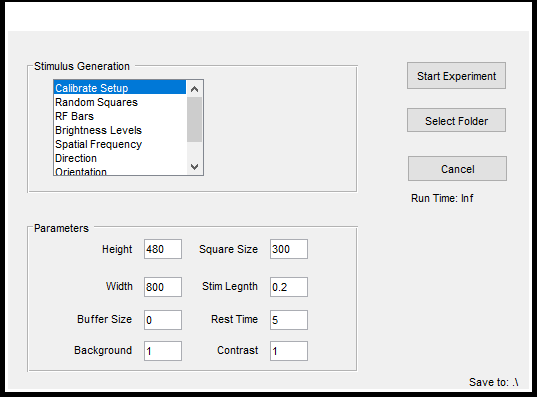 Stimulus Generation
Calibrate Setup
Random Squares
RF Bars
Brightness Levels
Spatial Frequency
Direction
Orientation
Start Experiment
Select Folder
Cancel
Run Time: Inf
Parameters
Height 480 Square Size 300
Width 800 Stim Legnth 0.2
Buffer Size 0 Rest Time 5
Background 1 Contrast 1
Save to: .\